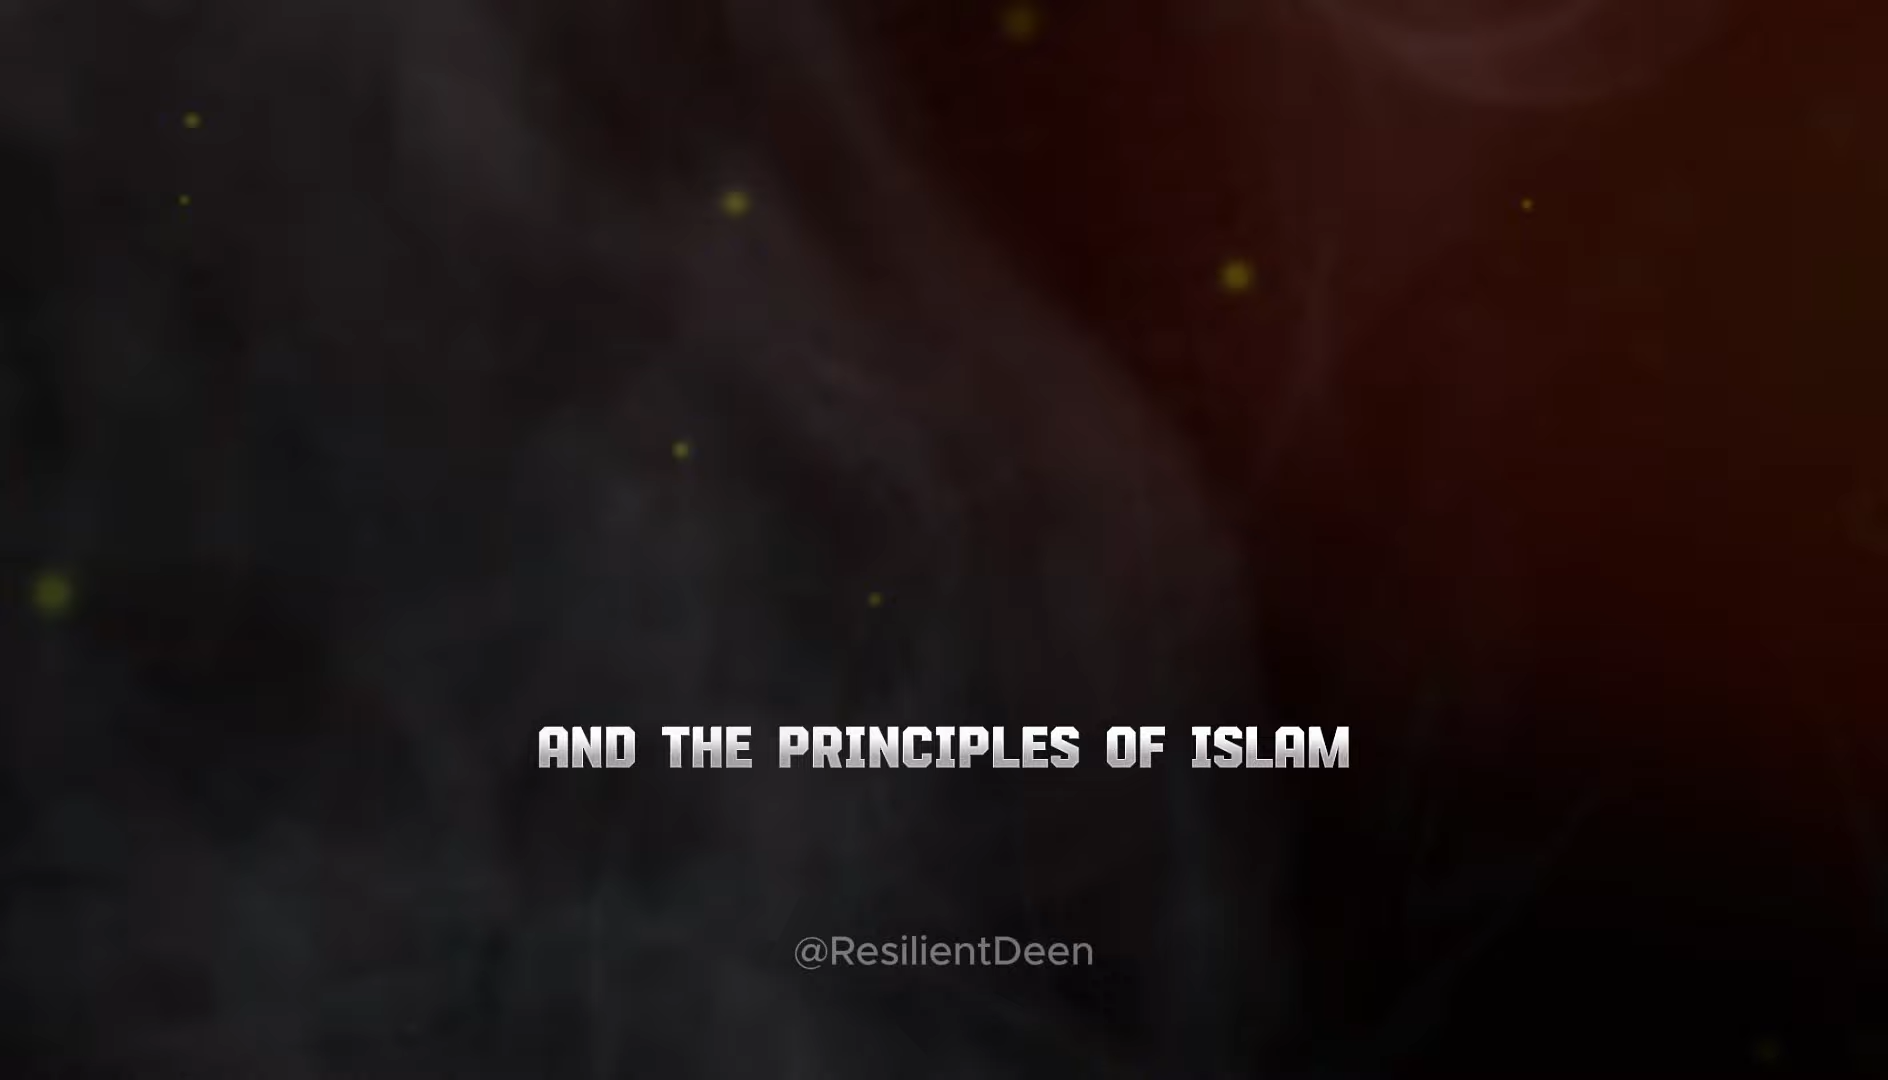 AND THE PRINCIPLES OF ISLAM
@ResilientDeen